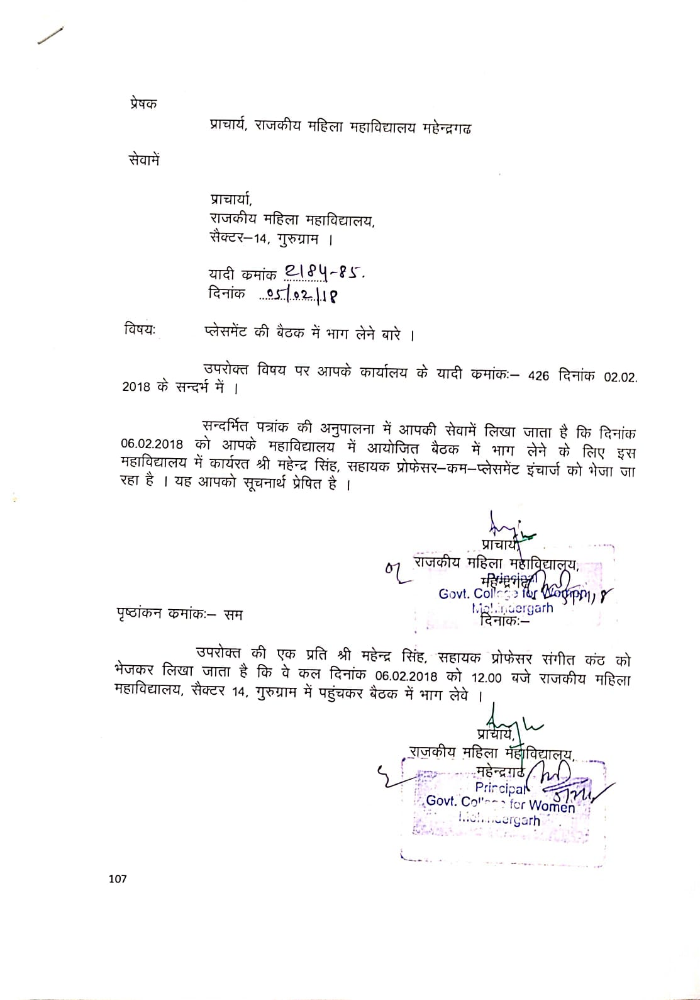 प्रेषक
प्राचार्य, राजकीय महिला महाविद्यालय महेन्द्रगढ
सेवामें
प्राचार्या,
राजकीय महिला महाविद्यालय,
सैक्टर–14, गुरुग्राम ।
यादी कमांक 2184-85.
दिनांक 05/02/18
विषयः प्लेसमेंट की बैठक में भाग लेने बारे ।
उपरोक्त विषय पर आपके कार्यालय के यादी कमांकः– 426 दिनांक 02.02.
2018 के सन्दर्भ में ।
सन्दर्भित पत्रांक की अनुपालना में आपकी सेवामें लिखा जाता है कि दिनांक
06.02.2018 को आपके महाविद्यालय में आयोजित बैठक में भाग लेने के लिए इस
महाविद्यालय में कार्यरत श्री महेन्द्र सिंह, सहायक प्रोफेसर–कम–प्लेसमेंट इंचार्ज को भेजा जा
रहा है । यह आपको सूचनार्थ प्रेषित है ।
प्राचार्य,
राजकीय महिला महाविद्यालय,
महेन्द्रगढ
Principal
Govt. College for Women
Mohindergarh
पृष्ठांकन कमांकः– सम
दिनांकः–
उपरोक्त की एक प्रति श्री महेन्द्र सिंह, सहायक प्रोफेसर संगीत कंठ को
भेजकर लिखा जाता है कि वे कल दिनांक 06.02.2018 को 12.00 बजे राजकीय महिला
महाविद्यालय, सैक्टर 14, गुरुग्राम में पहुंचकर बैठक में भाग लेवे ।
प्राचार्य,
राजकीय महिला महाविद्यालय,
महेन्द्रगढ
Principal
Govt. College for Women
Mohindergarh
107